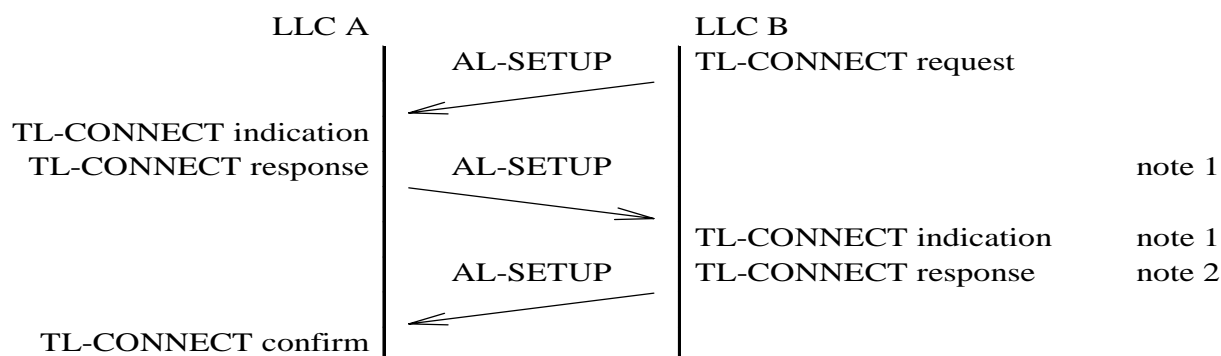 LLC A LLC B
AL-SETUP TL-CONNECT request
TL-CONNECT indication
TL-CONNECT response AL-SETUP note 1
TL-CONNECT indication note 1
AL-SETUP TL-CONNECT response note 2
TL-CONNECT confirm